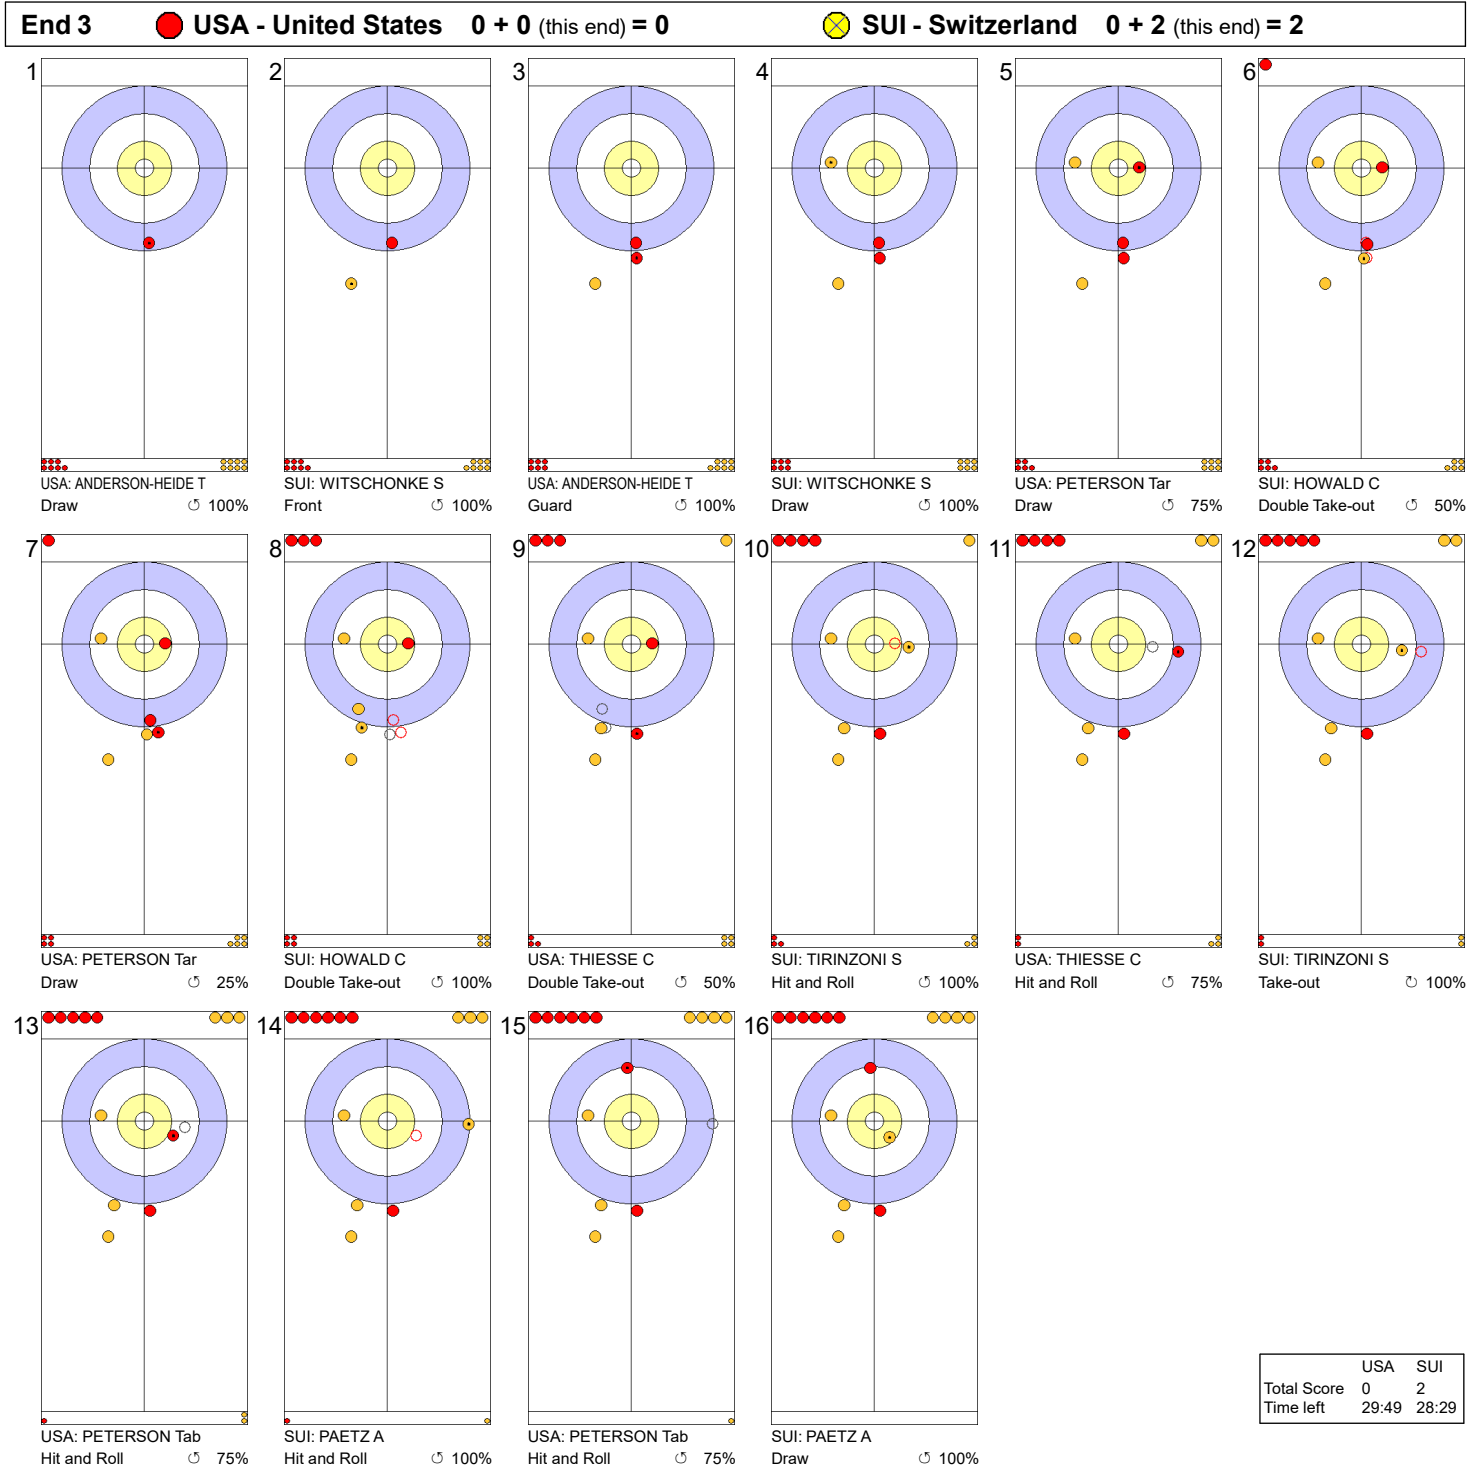 End 3 USA - United States 0 + 0 (this end) = 0 SUI - Switzerland 0 + 2 (this end) = 2
1 2 3 4 5 6
USA: ANDERSON-HEIDE T SUI: WITSCHONKE S USA: ANDERSON-HEIDE T SUI: WITSCHONKE S USA: PETERSON Tar SUI: HOWALD C
Draw ↺ 100% Front ↺ 100% Guard ↺ 100% Draw ↺ 100% Draw ↺ 75% Double Take-out ↺ 50%
7 8 9 10 11 12
USA: PETERSON Tar SUI: HOWALD C USA: THIESSE C SUI: TIRINZONI S USA: THIESSE C SUI: TIRINZONI S
Draw ↺ 25% Double Take-out ↺ 100% Double Take-out ↺ 50% Hit and Roll ↺ 100% Hit and Roll ↺ 75% Take-out ↻ 100%
13 14 15 16
USA: PETERSON Tab SUI: PAETZ A USA: PETERSON Tab SUI: PAETZ A
Hit and Roll ↺ 75% Hit and Roll ↺ 100% Hit and Roll ↺ 75% Draw ↺ 100%
USA SUI
Total Score 0 2
Time left 29:49 28:29